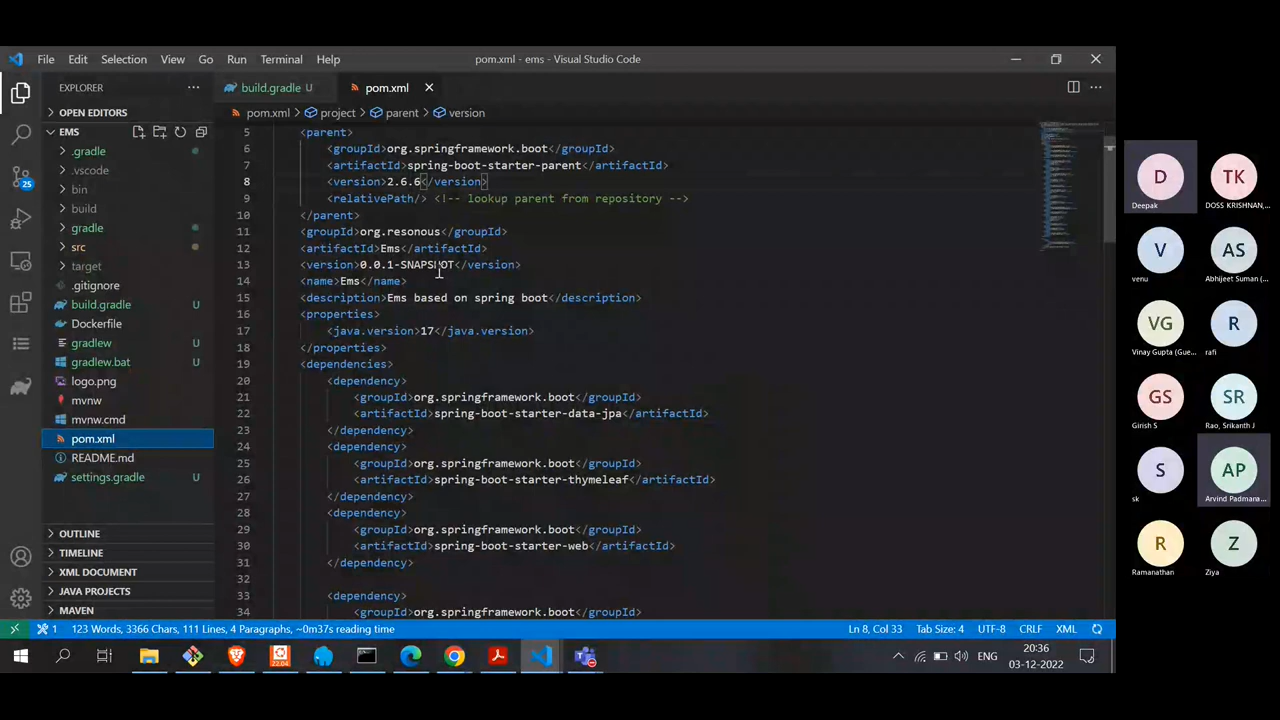 File Edit Selection View Go Run Terminal Help
pom.xml - ems - Visual Studio Code
EXPLORER
OPEN EDITORS
EMS
.gradle
.vscode
bin
build
gradle
src
target
.gitignore
build.gradle U
Dockerfile
gradlew U
gradlew.bat U
logo.png
mvnw
mvnw.cmd
pom.xml
README.md
settings.gradle U
OUTLINE
TIMELINE
XML DOCUMENT
JAVA PROJECTS
MAVEN
25
build.gradle U
pom.xml
pom.xml > project > parent > version
5 <parent>
6 <groupId>org.springframework.boot</groupId>
7 <artifactId>spring-boot-starter-parent</artifactId>
8 <version>2.6.6</version>
9 <relativePath/> <!-- lookup parent from repository -->
10 </parent>
11 <groupId>org.resonous</groupId>
12 <artifactId>Ems</artifactId>
13 <version>0.0.1-SNAPSHOT</version>
14 <name>Ems</name>
15 <description>Ems based on spring boot</description>
16 <properties>
17 <java.version>17</java.version>
18 </properties>
19 <dependencies>
20 <dependency>
21 <groupId>org.springframework.boot</groupId>
22 <artifactId>spring-boot-starter-data-jpa</artifactId>
23 </dependency>
24 <dependency>
25 <groupId>org.springframework.boot</groupId>
26 <artifactId>spring-boot-starter-thymeleaf</artifactId>
27 </dependency>
28 <dependency>
29 <groupId>org.springframework.boot</groupId>
30 <artifactId>spring-boot-starter-web</artifactId>
31 </dependency>
32
33 <dependency>
34 <groupId>org.springframework.boot</groupId>
1 123 Words, 3366 Chars, 111 Lines, 4 Paragraphs, ~0m37s reading time
Ln 8, Col 33 Tab Size: 4 UTF-8 CRLF XML
22.04
ENG
20:36
03-12-2022
D
Deepak
TK
DOSS KRISHNAN,...
V
venu
AS
Abhijeet Suman (...
VG
Vinay Gupta (Gue...
R
rafi
GS
Girish S
SR
Rao, Srikanth J
S
sk
AP
Arvind Padmana...
R
Ramanathan
Z
Ziya